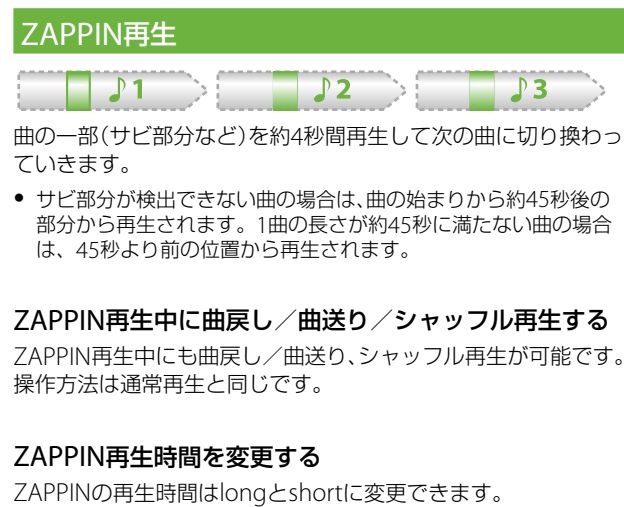 ZAPPIN再生
♪1 ♪2 ♪3
曲の一部（サビ部分など）を約4秒間再生して次の曲に切り換わっ
ていきます。
• サビ部分が検出できない曲の場合は、曲の始まりから約45秒後の
部分から再生されます。1曲の長さが約45秒に満たない曲の場合
は、45秒より前の位置から再生されます。
ZAPPIN再生中に曲戻し／曲送り／シャッフル再生する
ZAPPIN再生中にも曲戻し／曲送り、シャッフル再生が可能です。
操作方法は通常再生と同じです。
ZAPPIN再生時間を変更する
ZAPPINの再生時間はlongとshortに変更できます。